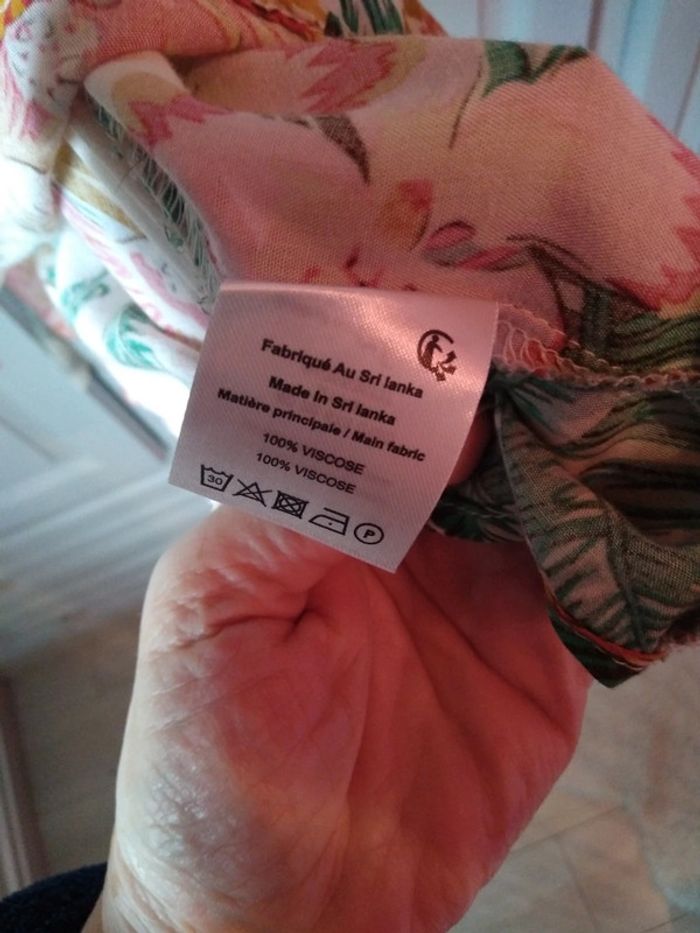 Fabriqué Au Sri lanka
Made In Sri lanka
Matière principale / Main fabric
100% VISCOSE
100% VISCOSE
30
P